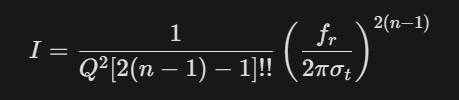 I = \frac{1}{Q^2[2(n-1)-1]!!} \left( \frac{f_r}{2\pi\sigma_t} \right)^{2(n-1)}